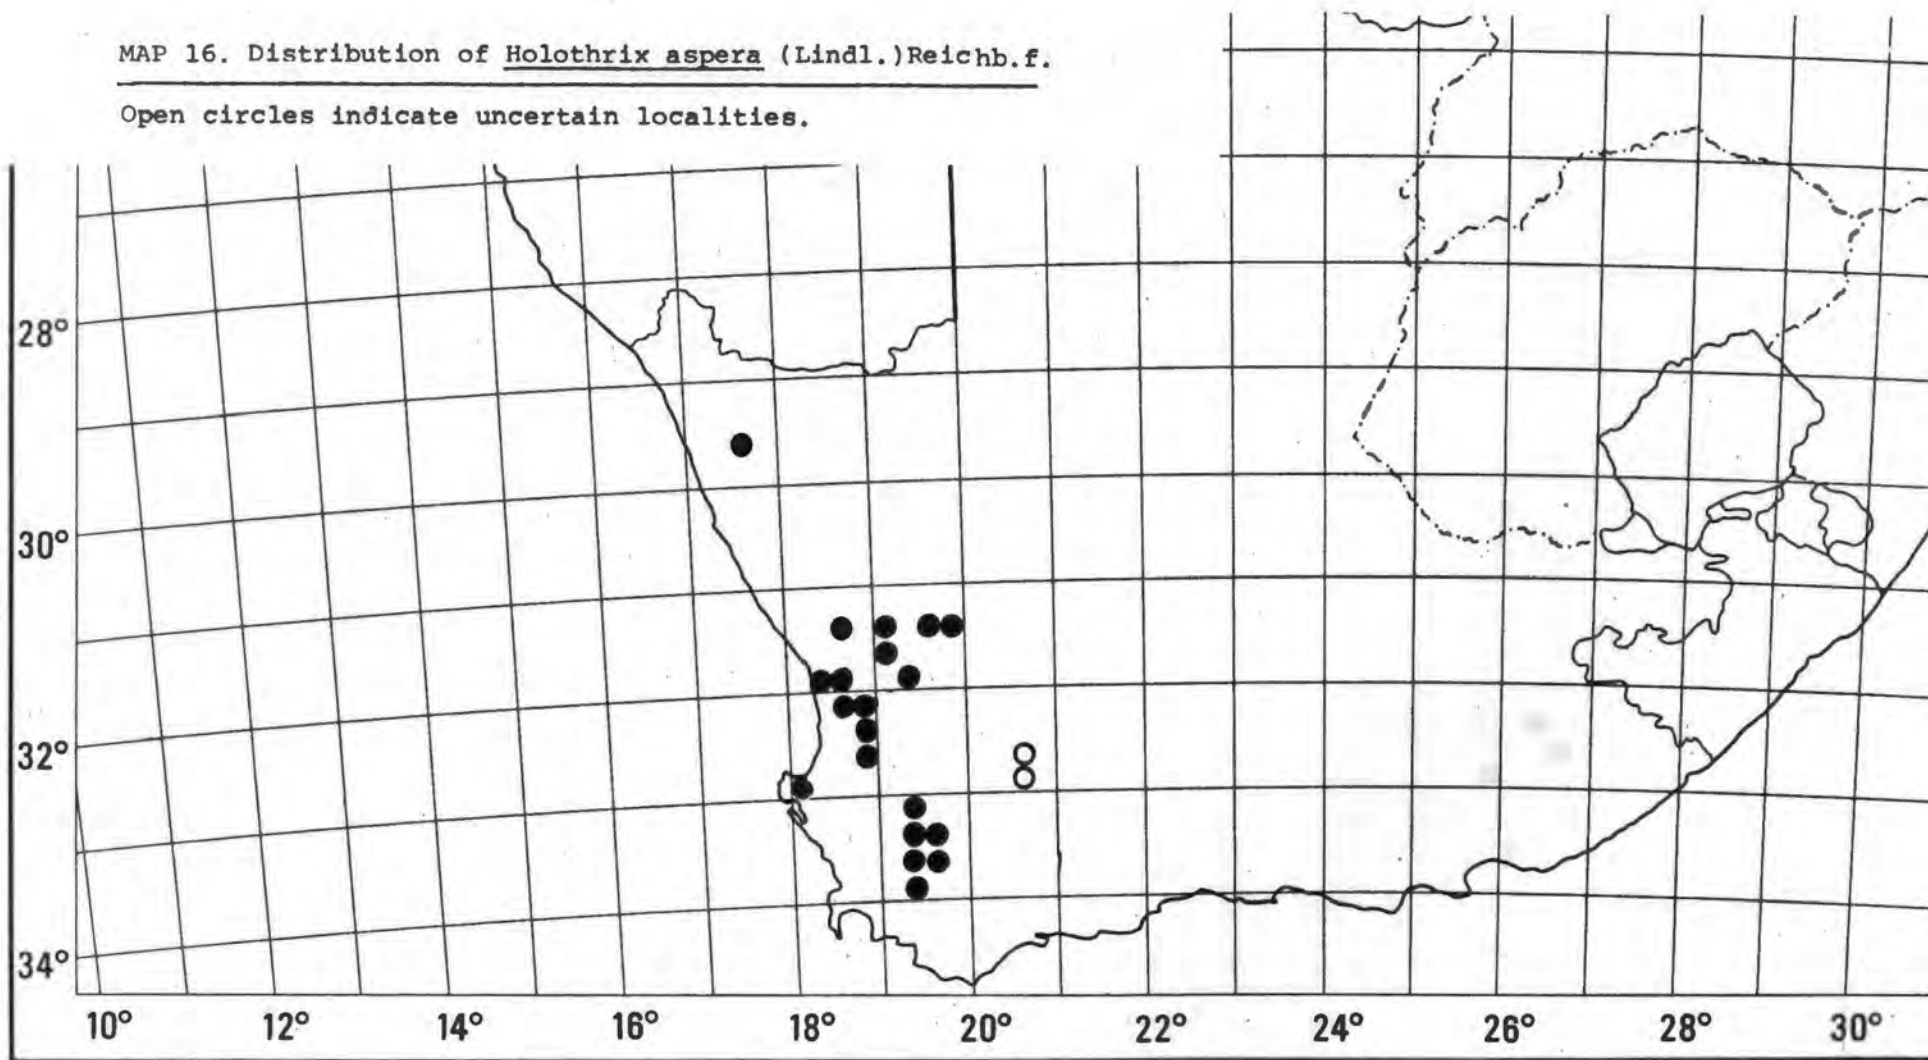 MAP 16. Distribution of Holothrix aspera (Lindl.)Reichb.f.
Open circles indicate uncertain localities.
28°
30°
32°
34°
10° 12° 14° 16° 18° 20° 22° 24° 26° 28° 30°